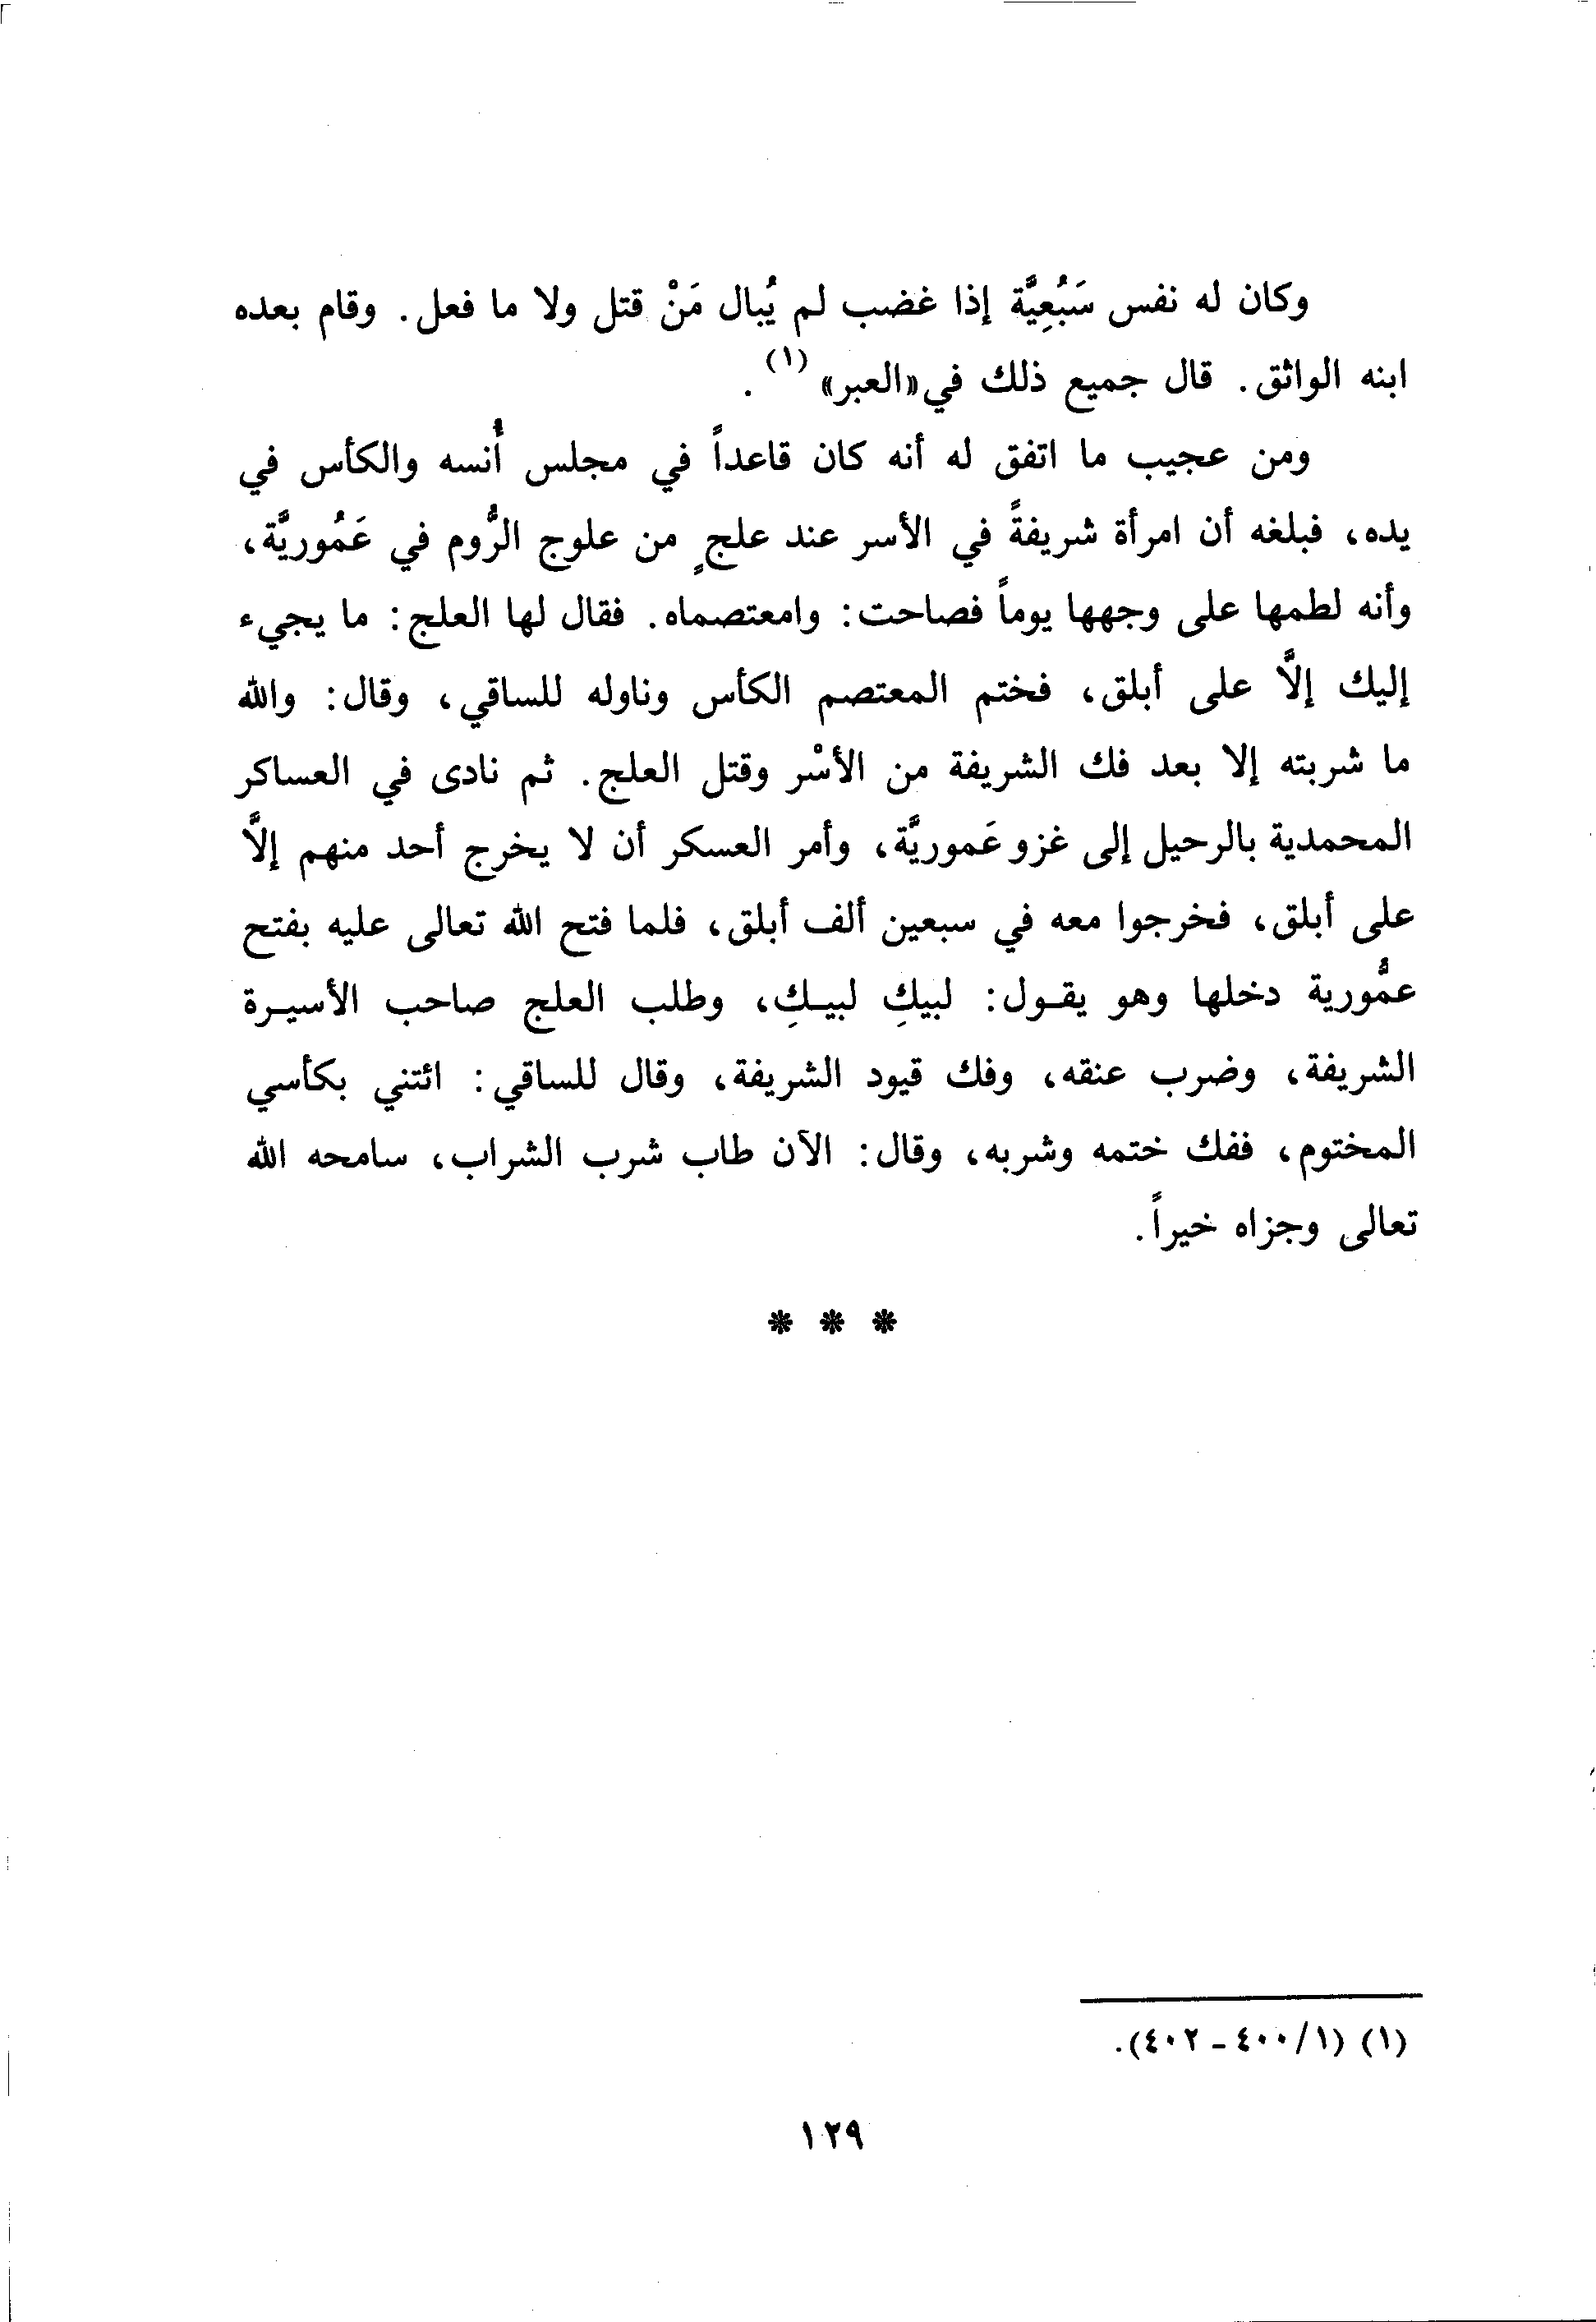 وكان له نفس سَبُعِيَّة إذا غضب لم يُبال مَنْ قتل ولا ما فعل. وقام بعده
ابنه الواثق. قال جميع ذلك في «العبر» (١).
ومن عجيب ما اتفق له أنه كان قاعداً في مجلس أُنسه والكأس في
يده، فبلغه أن امرأة شريفةً في الأسر عند علجٍ من علوج الرُّوم في عَمُوريَّة،
وأنه لطمها على وجهها يوماً فصاحت: وامعتصماه. فقال لها العلج: ما يجيء
إليك إلاَّ على أبلق، فختم المعتصم الكأس وناوله للساقي، وقال: والله
ما شربته إلا بعد فك الشريفة من الأسْر وقتل العلج. ثم نادى في العساكر
المحمدية بالرحيل إلى غزو عَموريَّة، وأمر العسكر أن لا يخرج أحد منهم إلاَّ
على أبلق، فخرجوا معه في سبعين ألف أبلق، فلما فتح الله تعالى عليه بفتح
عمُّورية دخلها وهو يقـول: لبيكِ لبيـكِ، وطلب العلج صاحب الأسيـرة
الشريفة، وضرب عنقه، وفك قيود الشريفة، وقال للساقي: ائتني بكأسي
المختوم، ففك ختمه وشربه، وقال: الآن طاب شرب الشراب، سامحه الله
تعالى وجزاه خيراً.
* * *
(١) (١/٤٠٠ - ٤٠٢).
١٢٩